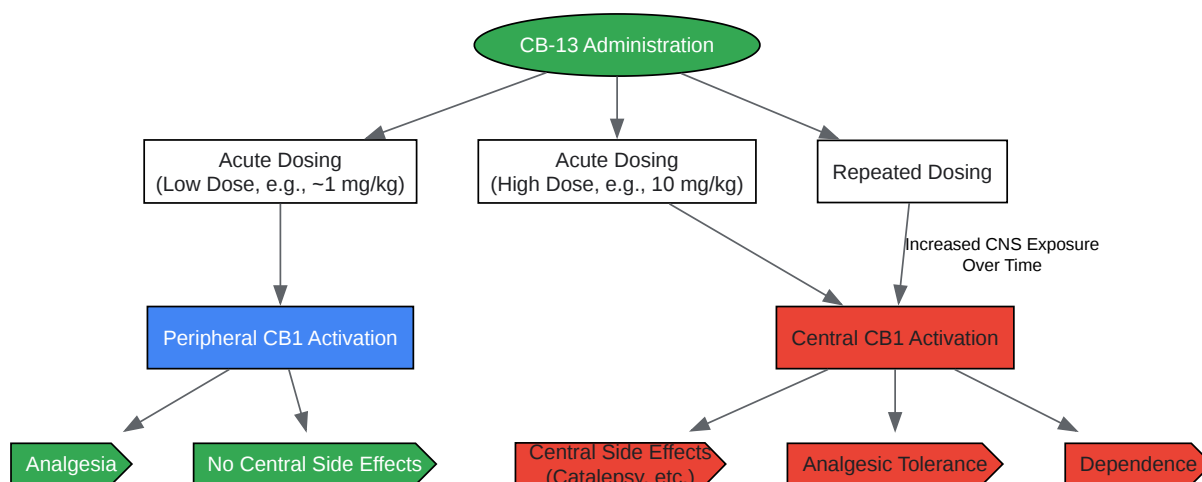 CB-13 Administration
Acute Dosing
(Low Dose, e.g., ~1 mg/kg)
Acute Dosing
(High Dose, e.g., 10 mg/kg)
Repeated Dosing
Increased CNS Exposure
Over Time
Peripheral CB1 Activation
Central CB1 Activation
Analgesia
No Central Side Effects
Central Side Effects
(Catalepsy, etc.)
Analgesic Tolerance
Dependence